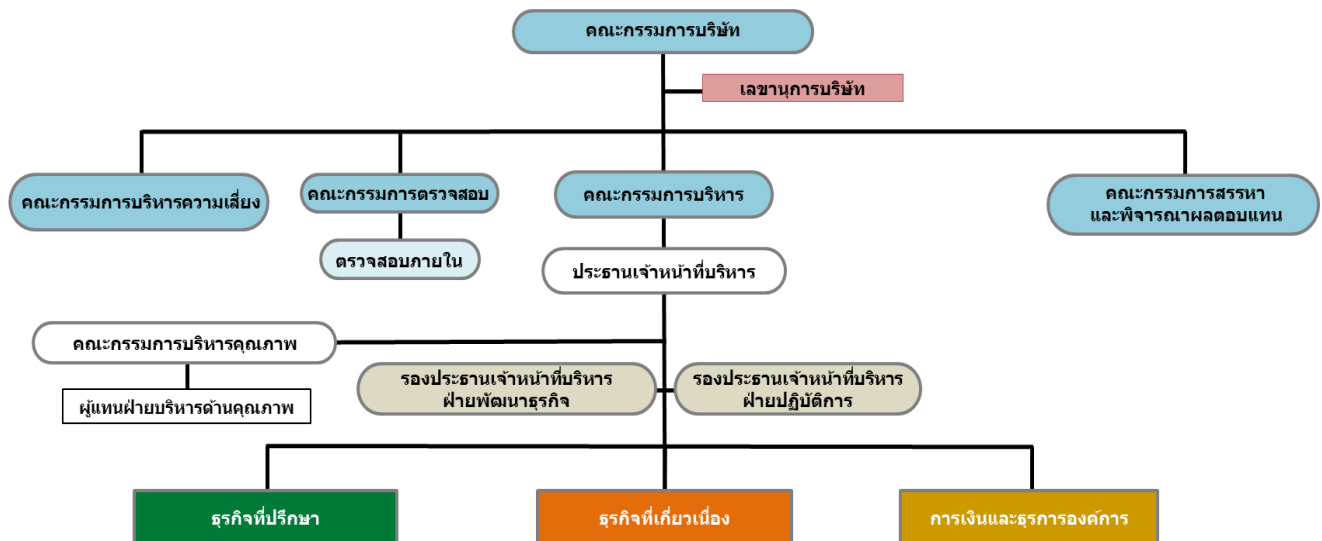 คณะกรรมการบริษัท
เลขานุการบริษัท
คณะกรรมการบริหารความเสี่ยง
คณะกรรมการตรวจสอบ
คณะกรรมการบริหาร
คณะกรรมการสรรหา
และพิจารณาผลตอบแทน
ตรวจสอบภายใน
ประธานเจ้าหน้าที่บริหาร
คณะกรรมการบริหารคุณภาพ
ผู้แทนฝ่ายบริหารด้านคุณภาพ
รองประธานเจ้าหน้าที่บริหาร
ฝ่ายพัฒนาธุรกิจ
รองประธานเจ้าหน้าที่บริหาร
ฝ่ายปฏิบัติการ
ธุรกิจที่ปรึกษา
ธุรกิจที่เกี่ยวเนื่อง
การเงินและธุรการองค์การ